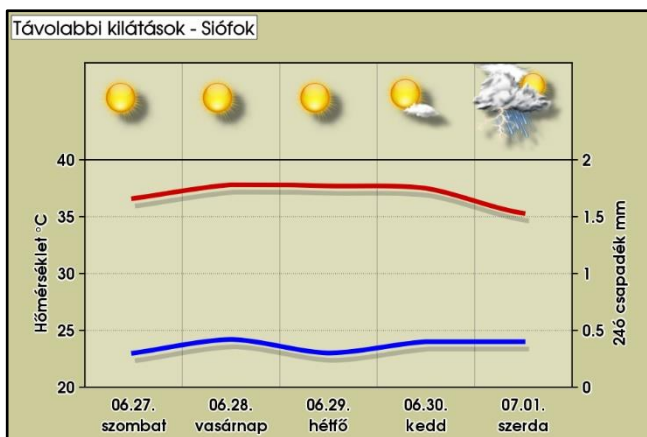 Távolabbi kilátások - Siófok
40
35
30
25
20
Hőmérséklet °C
2
1.5
1
0.5
0
24ó csapadék mm
06.27. 06.28. 06.29. 06.30. 07.01.
szombat vasárnap hétfő kedd szerda